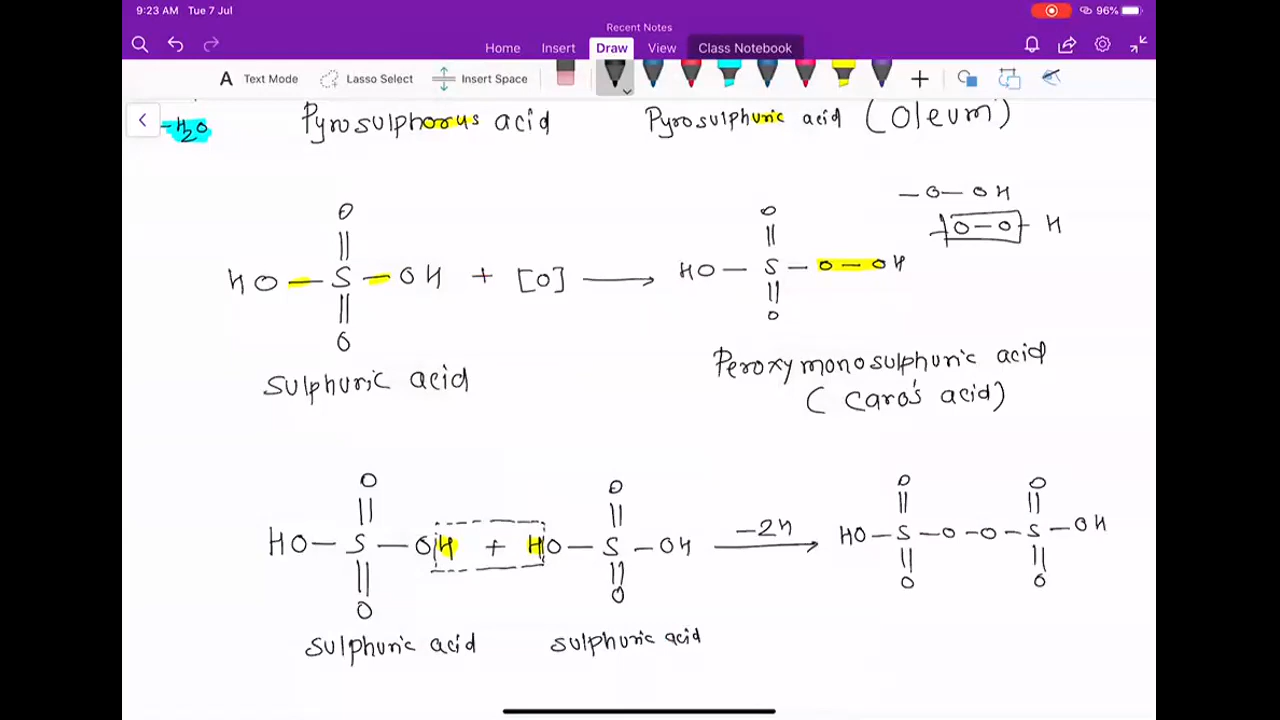 9:23 AM Tue 7 Jul
96%
Recent Notes
Home Insert Draw View Class Notebook
A Text Mode Lasso Select Insert Space
-H2O Pyrosulphorus acid Pyrosulphuric acid (Oleum)
-O-OH
O-O H
O O
HO-S-OH + [O] → HO-S-O-OH
O O
Sulphuric acid Peroxymonosulphuric acid
(Caro's acid)
O O O O
HO-S-OH + HO-S-OH -2H → HO-S-O-O-S-OH
O O O O
Sulphuric acid Sulphuric acid